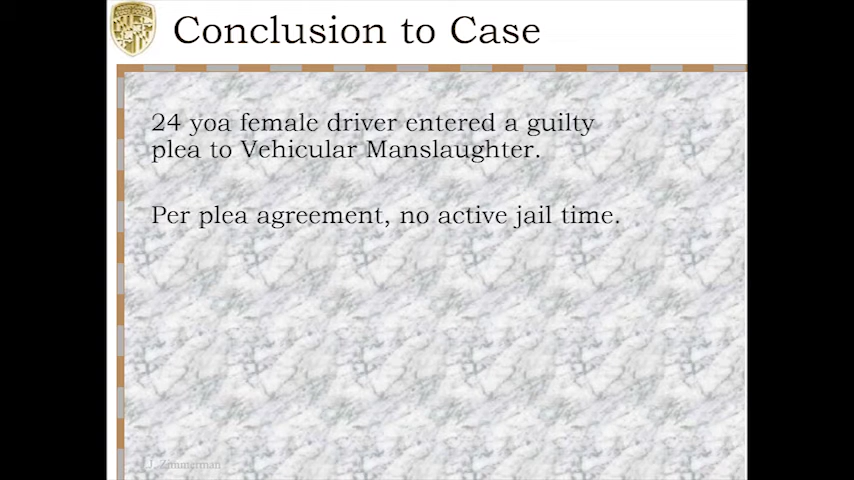 Conclusion to Case
24 yoa female driver entered a guilty
plea to Vehicular Manslaughter.
Per plea agreement, no active jail time.
J. Zimmerman